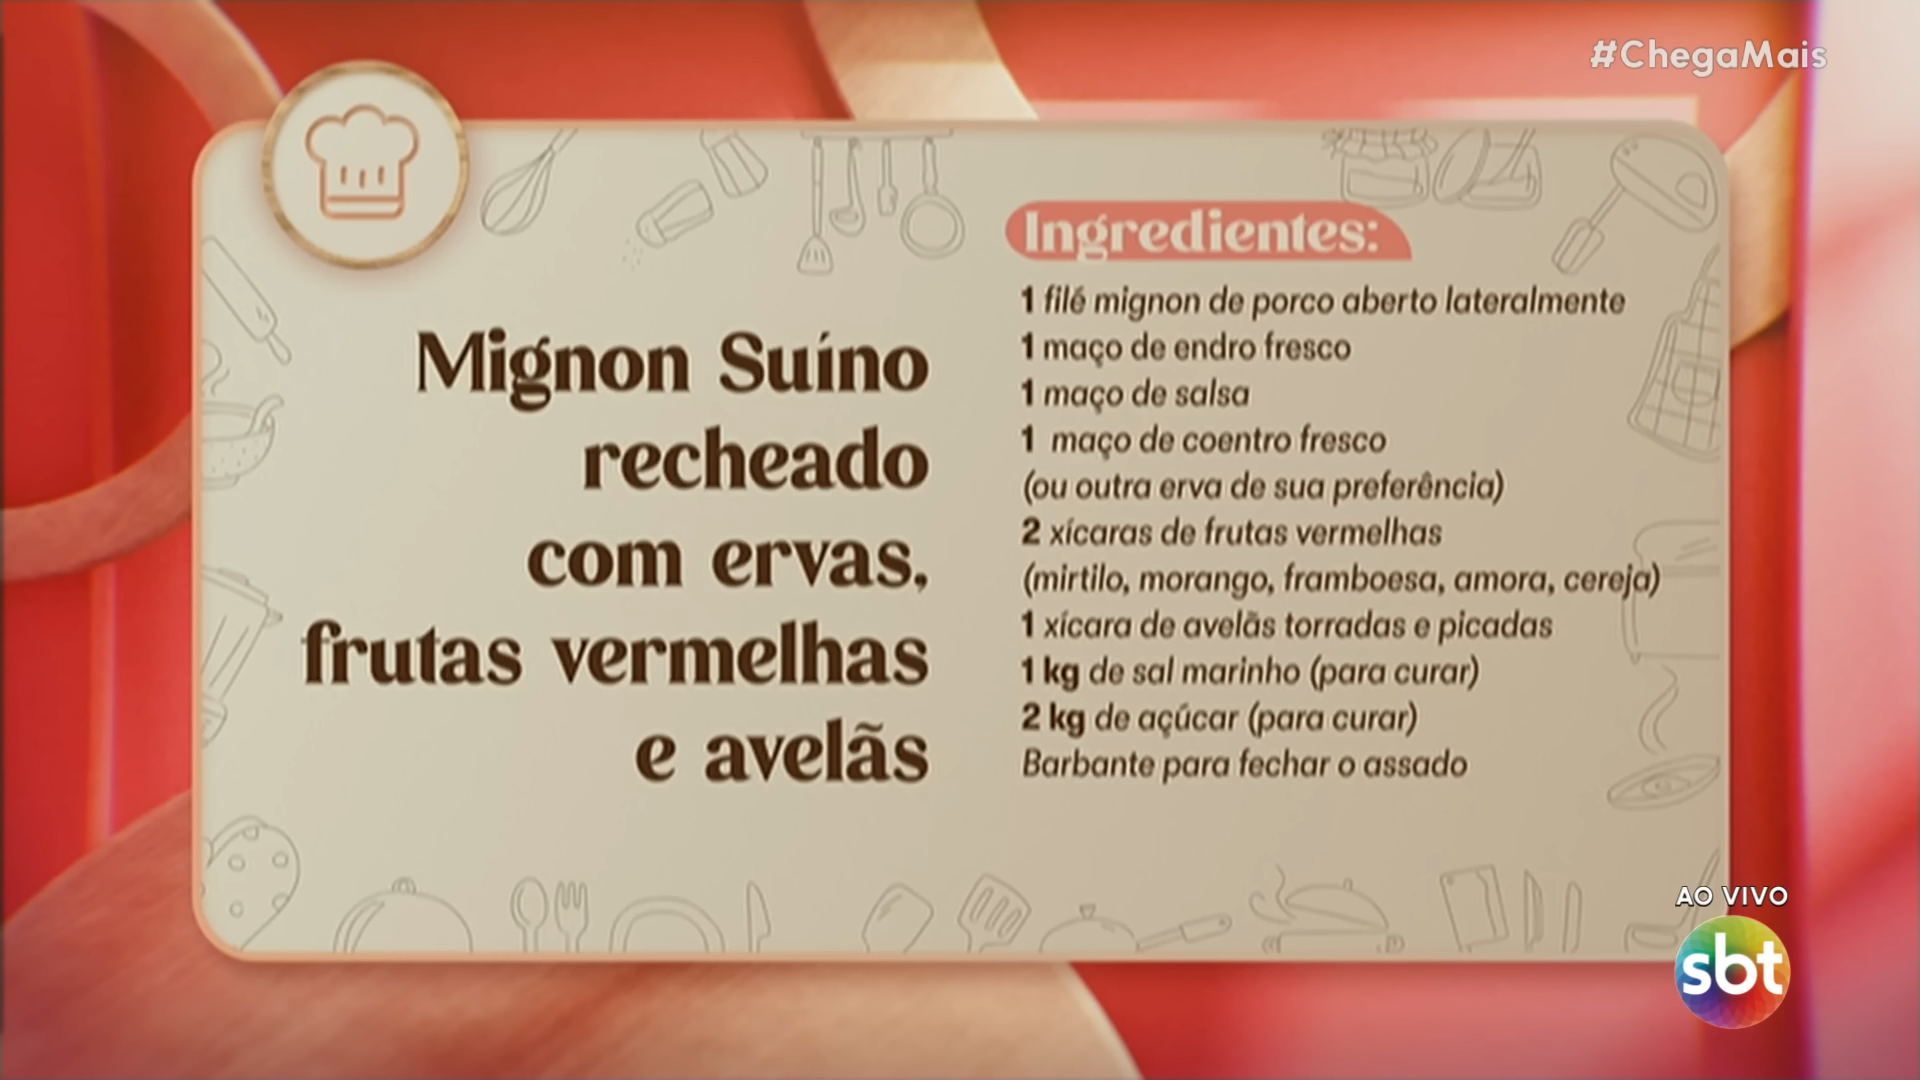 #ChegaMais
Mignon Suíno
recheado
com ervas,
frutas vermelhas
e avelãs
Ingredientes:
1 filé mignon de porco aberto lateralmente
1 maço de endro fresco
1 maço de salsa
1 maço de coentro fresco
(ou outra erva de sua preferência)
2 xícaras de frutas vermelhas
(mirtilo, morango, framboesa, amora, cereja)
1 xícara de avelãs torradas e picadas
1 kg de sal marinho (para curar)
2 kg de açúcar (para curar)
Barbante para fechar o assado
AO VIVO
sbt